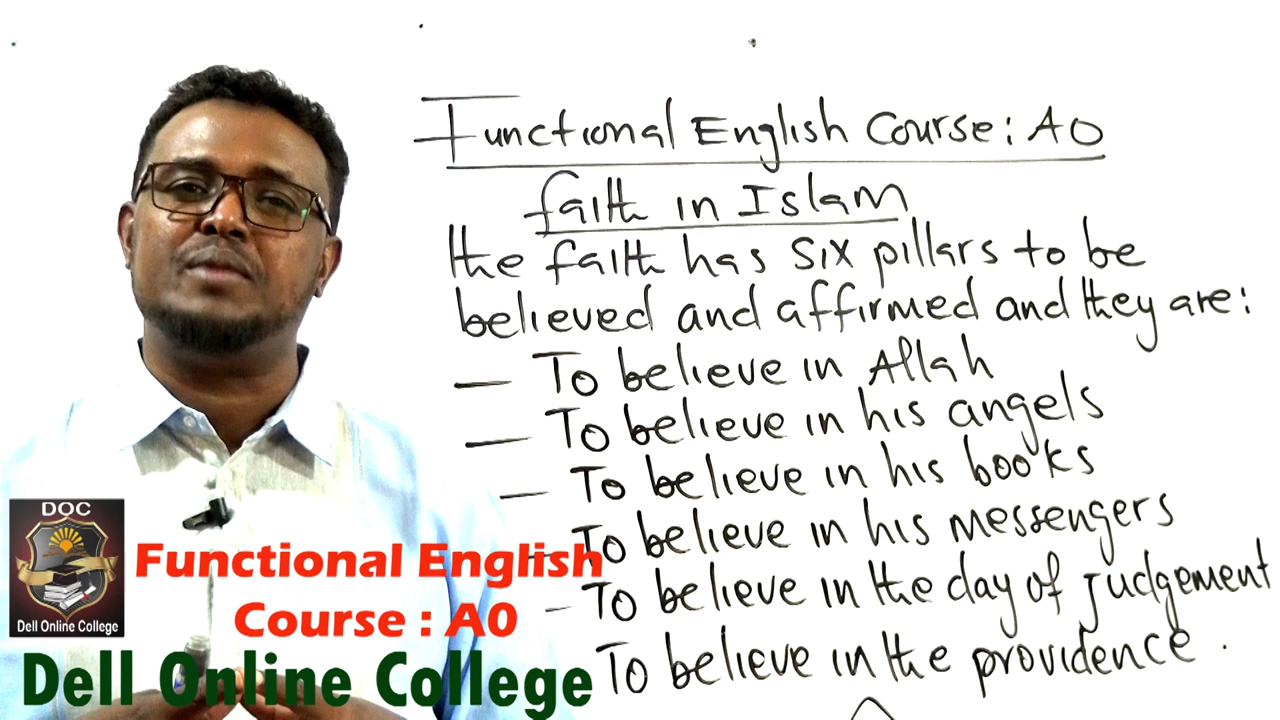 Functional English Course: A0
faith in Islam
the faith has six pillars to be
believed and affirmed and they are:
— To believe in Allah
— To believe in his angels
— To believe in his books
— To believe in his messengers
– To believe in the day of judgement
To believe in the providence.
DOC
Dell Online College
Functional English
Course : A0
Dell Online College